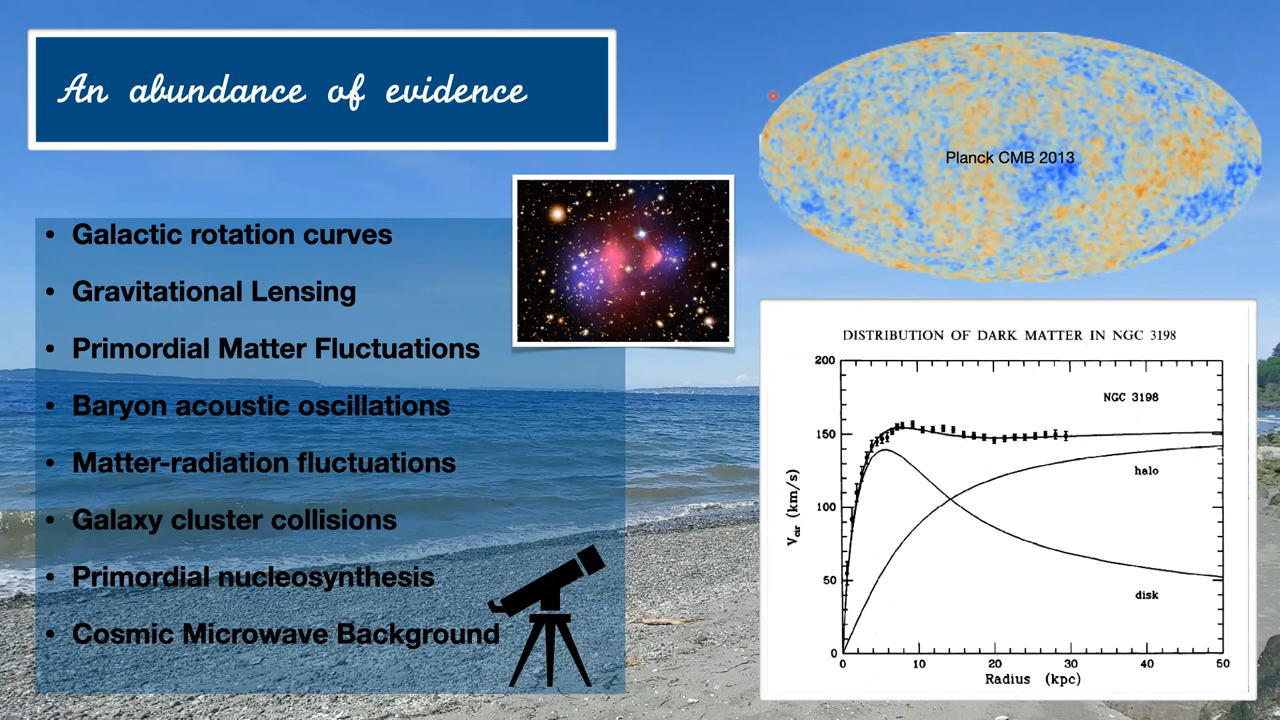 An abundance of evidence
• Galactic rotation curves
• Gravitational Lensing
• Primordial Matter Fluctuations
• Baryon acoustic oscillations
• Matter-radiation fluctuations
• Galaxy cluster collisions
• Primordial nucleosynthesis
• Cosmic Microwave Background
Planck CMB 2013
DISTRIBUTION OF DARK MATTER IN NGC 3198
NGC 3198
200
150
100
50
0
Vcir (km/s)
halo
disk
0 10 20 30 40 50
Radius (kpc)